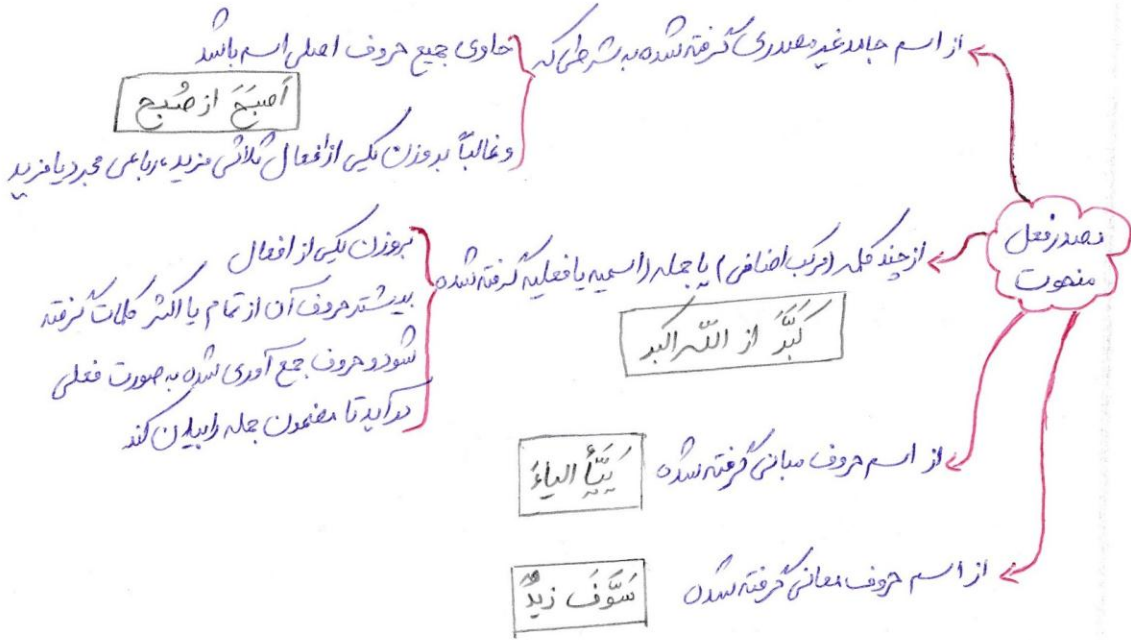 مصدر فعل
منحوت
از اسم جامد غیر مصدری گرفته شده به شرطی که
حاوی جمیع حروف اصلی اسم باشد
أَصبَحَ از صُبح
و غالباً بر وزن یکی از افعال ثلاثی مزید، رباعی مجرد یا مزید
از چند کلمه (مرکب اضافی) یا جمله (اسمیه یا فعلیه گرفته شده
کَبَّرَ از اللّه اکبر
بروزن یکی از افعال
بیشتر حروف آن از تمام یا اکثر کلمات گرفته
شود و حروف جمع آوری شده به صورت فعلی
درآید تا مضمون جمله را بیان کند
از اسم حروف مبانی گرفته شده
یَیَّأَ الیاءَ
از اسم حروف معانی گرفته شده
سَوَّفَ زیدٌ